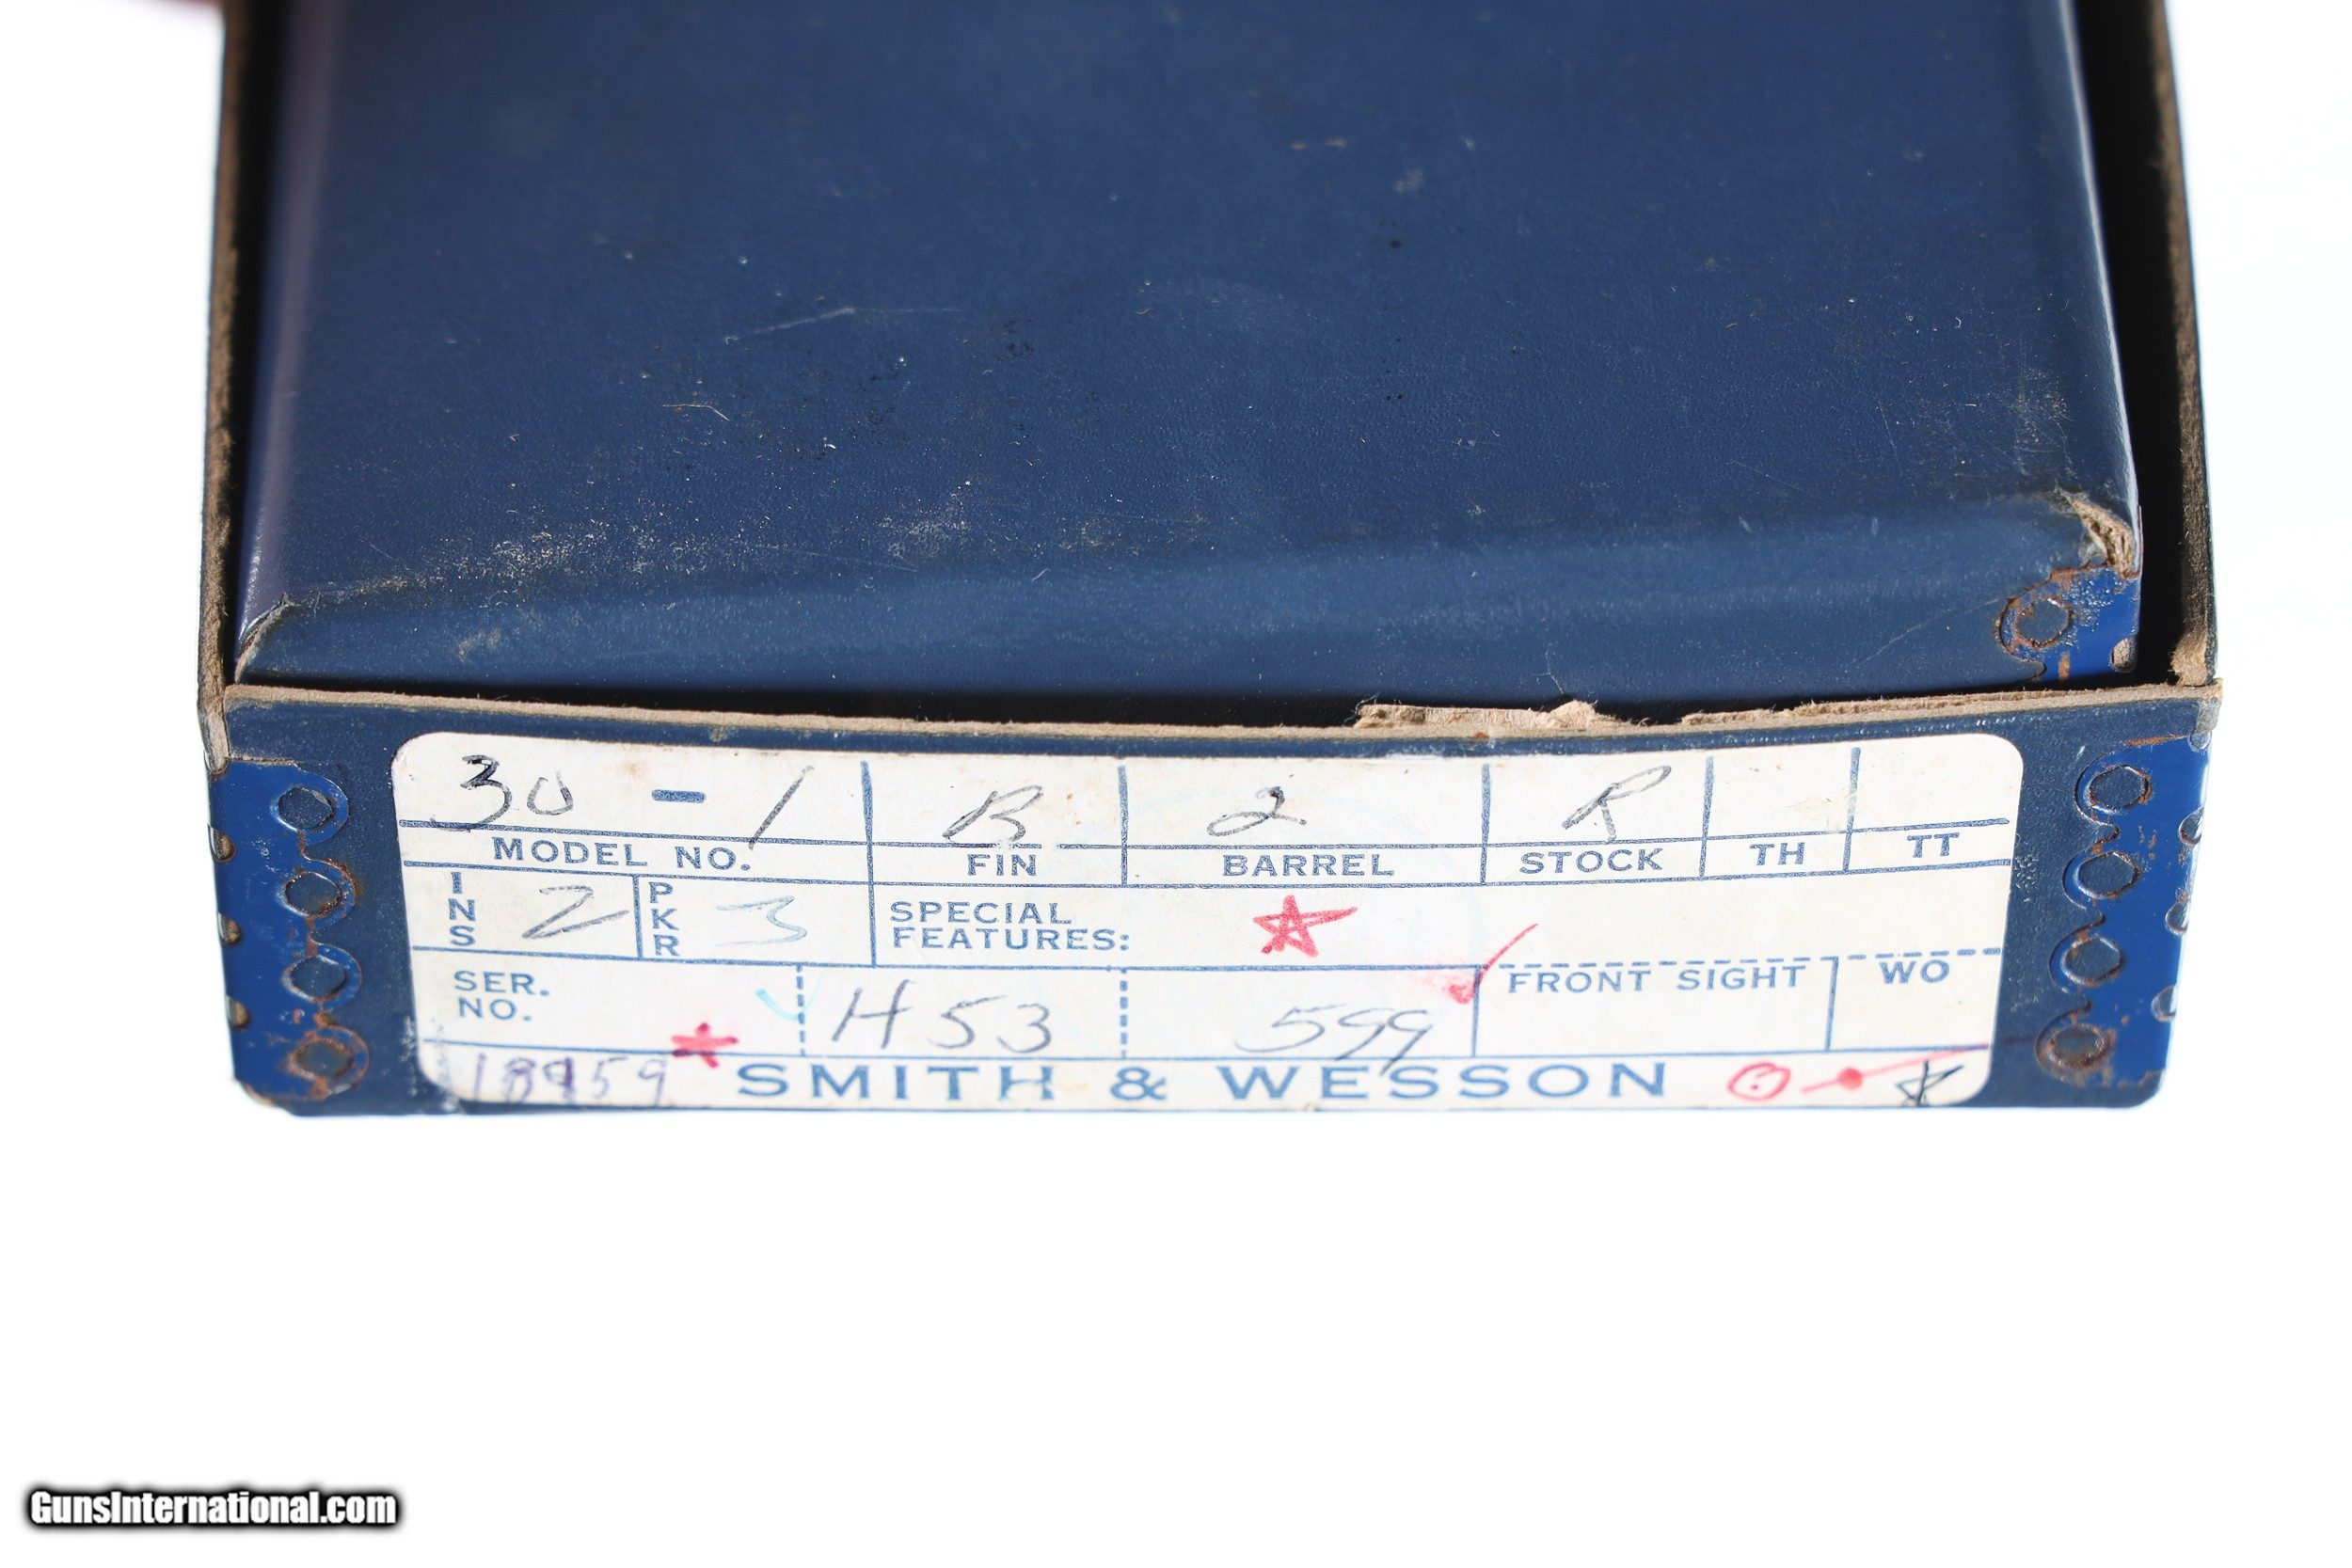 30 - 1 B 2 R
MODEL NO. FIN BARREL STOCK TH TT
INS 2 PKR 3 SPECIAL
FEATURES:
SER.
NO. H 53 599 FRONT SIGHT WO
18959 SMITH & WESSON
GunsInternational.com